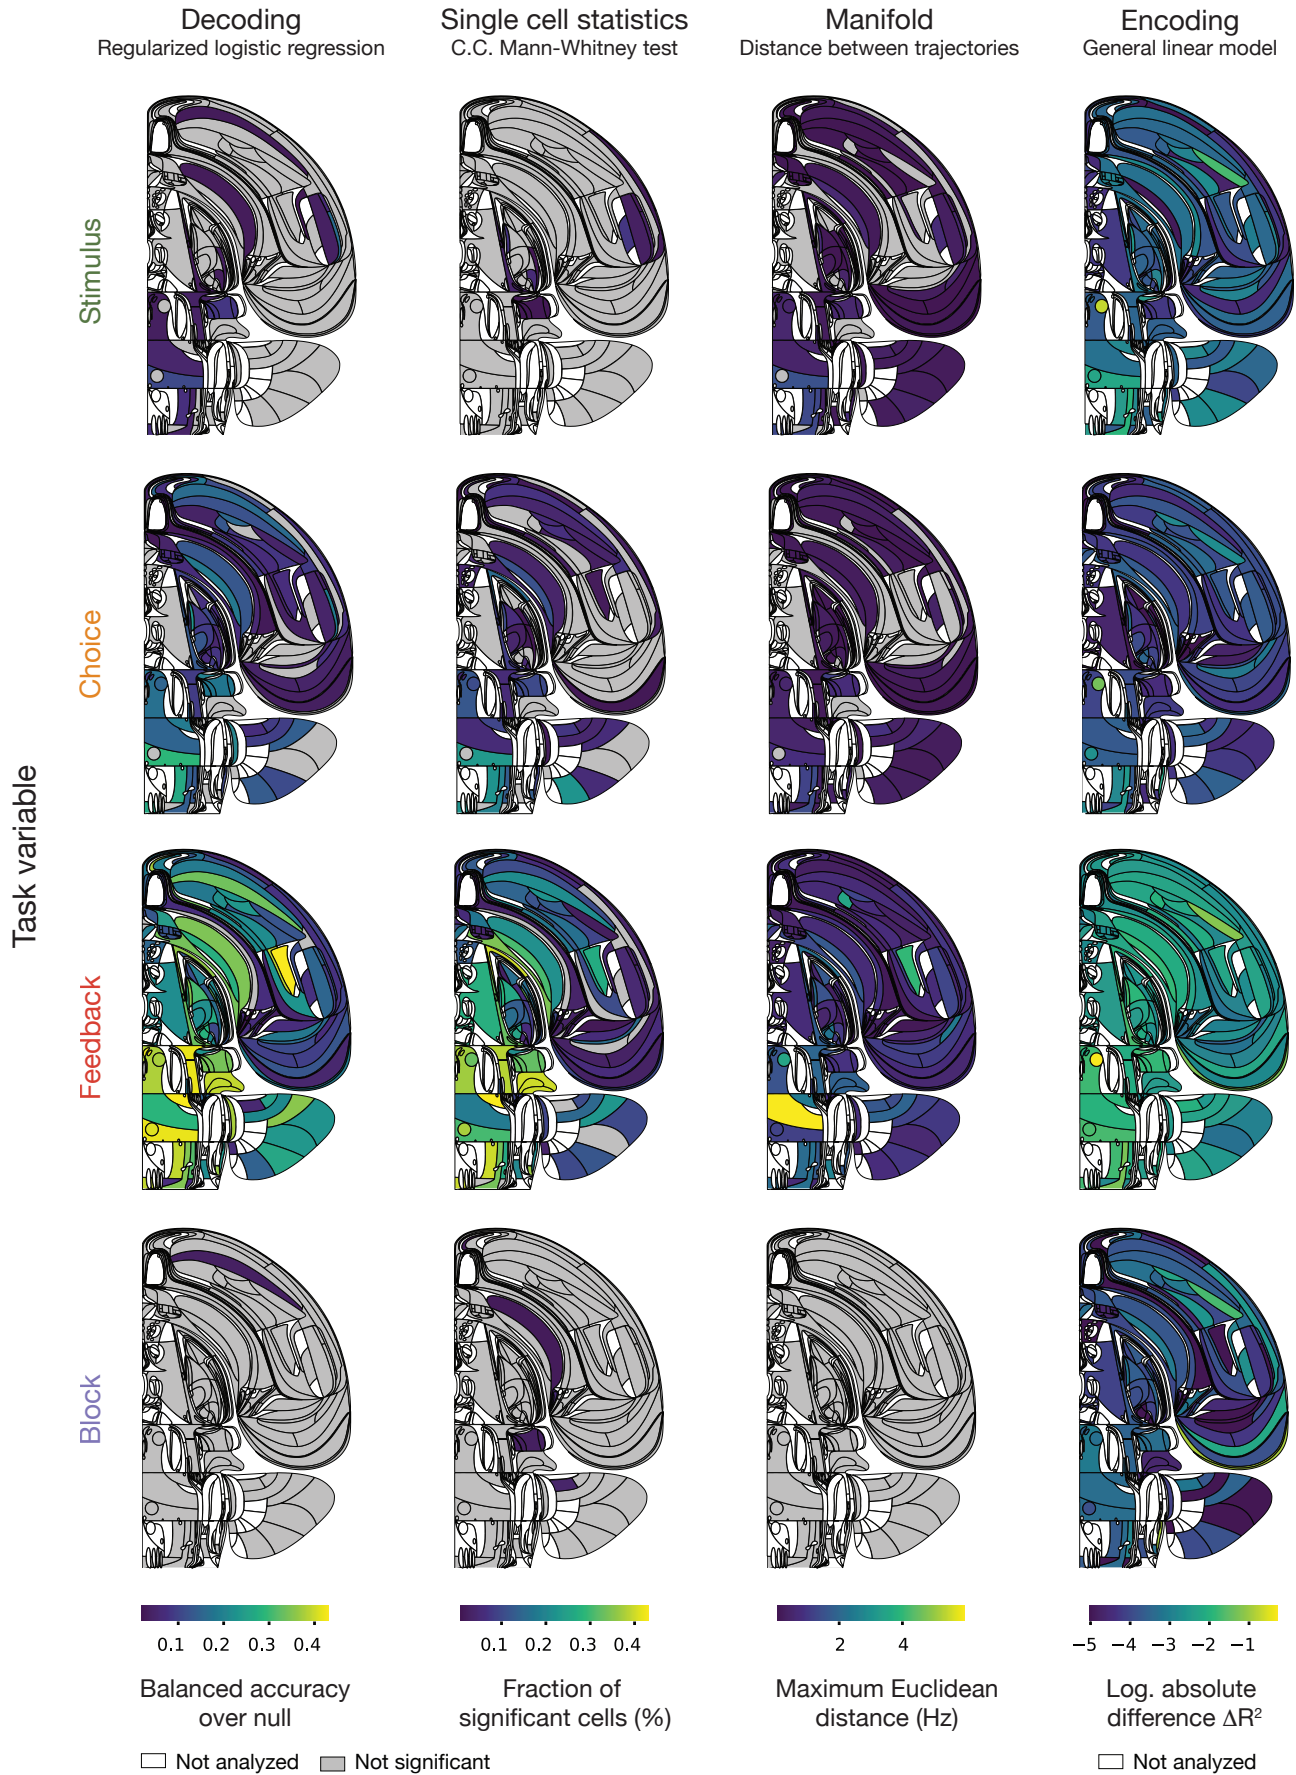 Decoding
Regularized logistic regression
Single cell statistics
C.C. Mann-Whitney test
Manifold
Distance between trajectories
Encoding
General linear model
Task variable
Stimulus
Choice
Feedback
Block
0.1 0.2 0.3 0.4
Balanced accuracy
over null
0.1 0.2 0.3 0.4
Fraction of
significant cells (%)
2 4
Maximum Euclidean
distance (Hz)
−5 −4 −3 −2 −1
Log. absolute
difference ΔR²
Not analyzed Not significant
Not analyzed